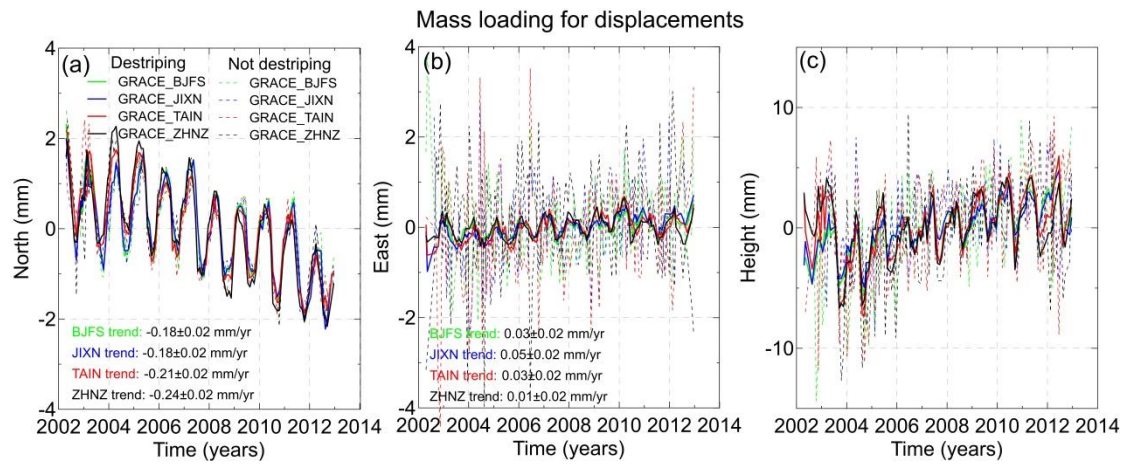 Mass loading for displacements
(a)
Destriping
Not destriping
GRACE_BJFS
GRACE_BJFS
GRACE_JIXN
GRACE_JIXN
GRACE_TAIN
GRACE_TAIN
GRACE_ZHNZ
GRACE_ZHNZ
North (mm)
4
2
0
-2
-4
BJFS trend: -0.18±0.02 mm/yr
JIXN trend: -0.18±0.02 mm/yr
TAIN trend: -0.21±0.02 mm/yr
ZHNZ trend: -0.24±0.02 mm/yr
2002 2004 2006 2008 2010 2012 2014
Time (years)
(b)
East (mm)
4
2
0
-2
-4
BJFS trend: 0.03±0.02 mm/yr
JIXN trend: 0.05±0.02 mm/yr
TAIN trend: 0.03±0.02 mm/yr
ZHNZ trend: 0.01±0.02 mm/yr
2002 2004 2006 2008 2010 2012 2014
Time (years)
(c)
Height (mm)
10
0
-10
2002 2004 2006 2008 2010 2012 2014
Time (years)